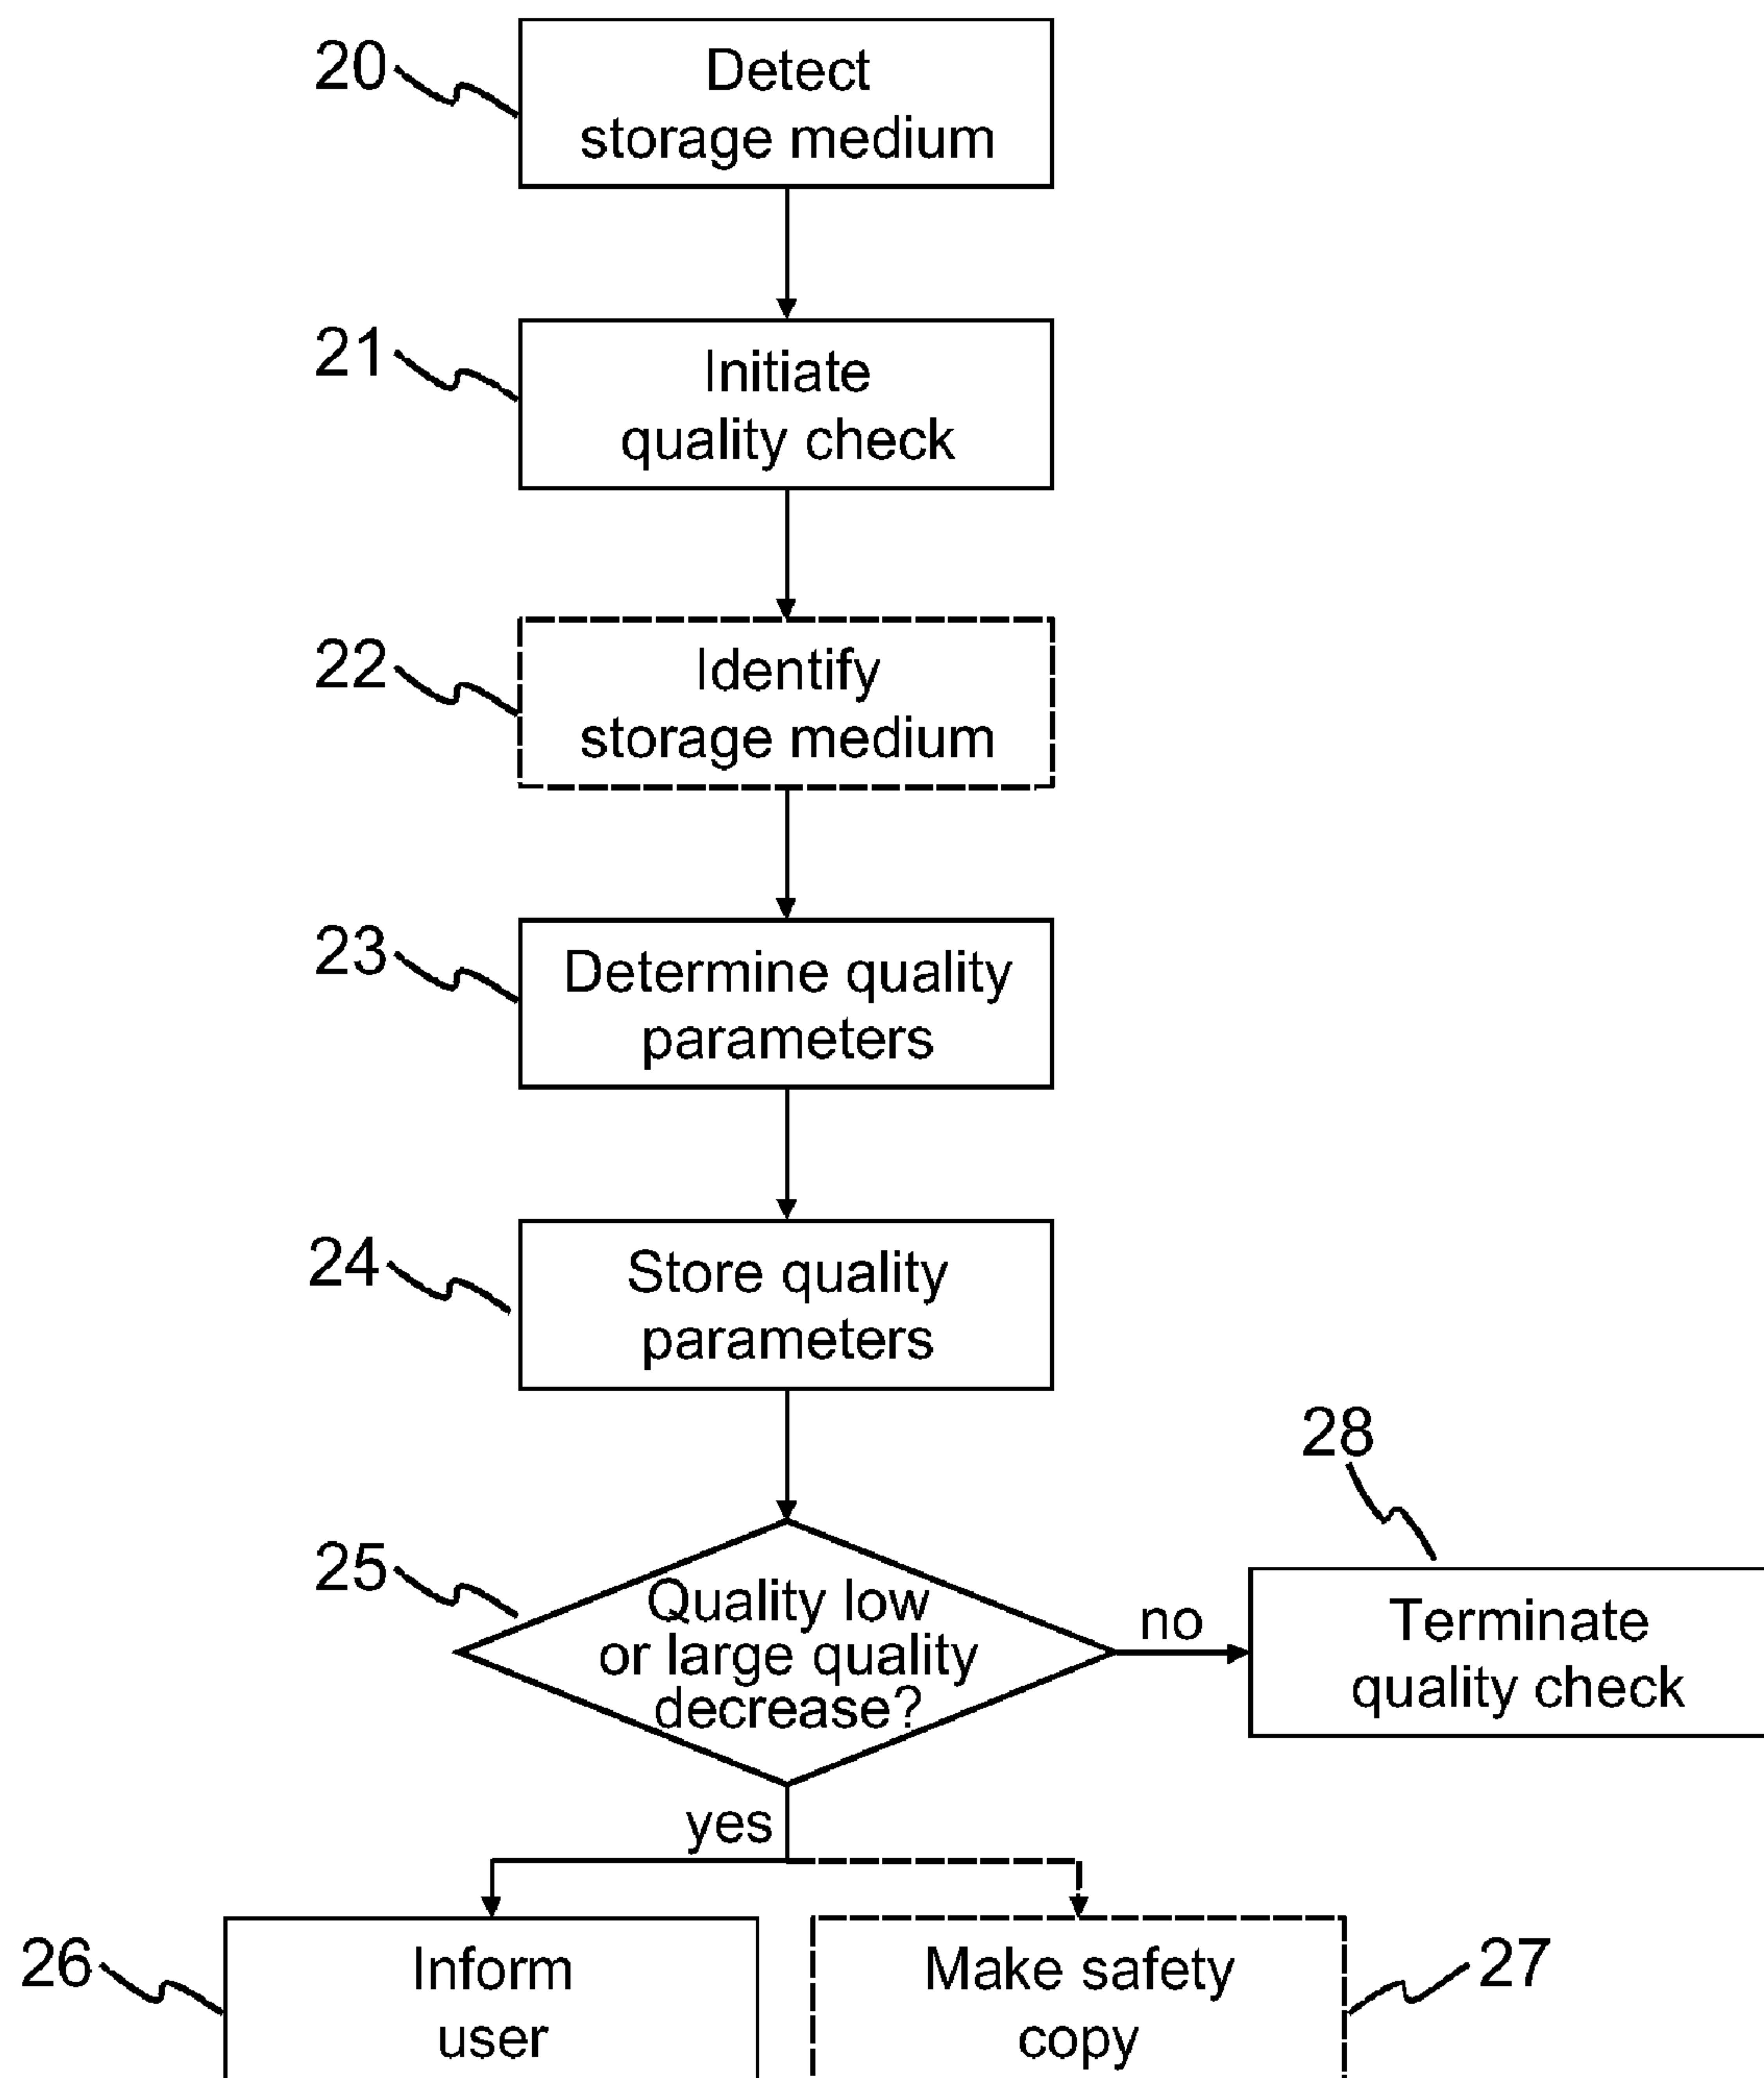 20
Detect
storage medium
21
Initiate
quality check
22
Identify
storage medium
23
Determine quality
parameters
24
Store quality
parameters
25
Quality low
or large quality
decrease?
no
28
Terminate
quality check
yes
26
Inform
user
Make safety
copy
27